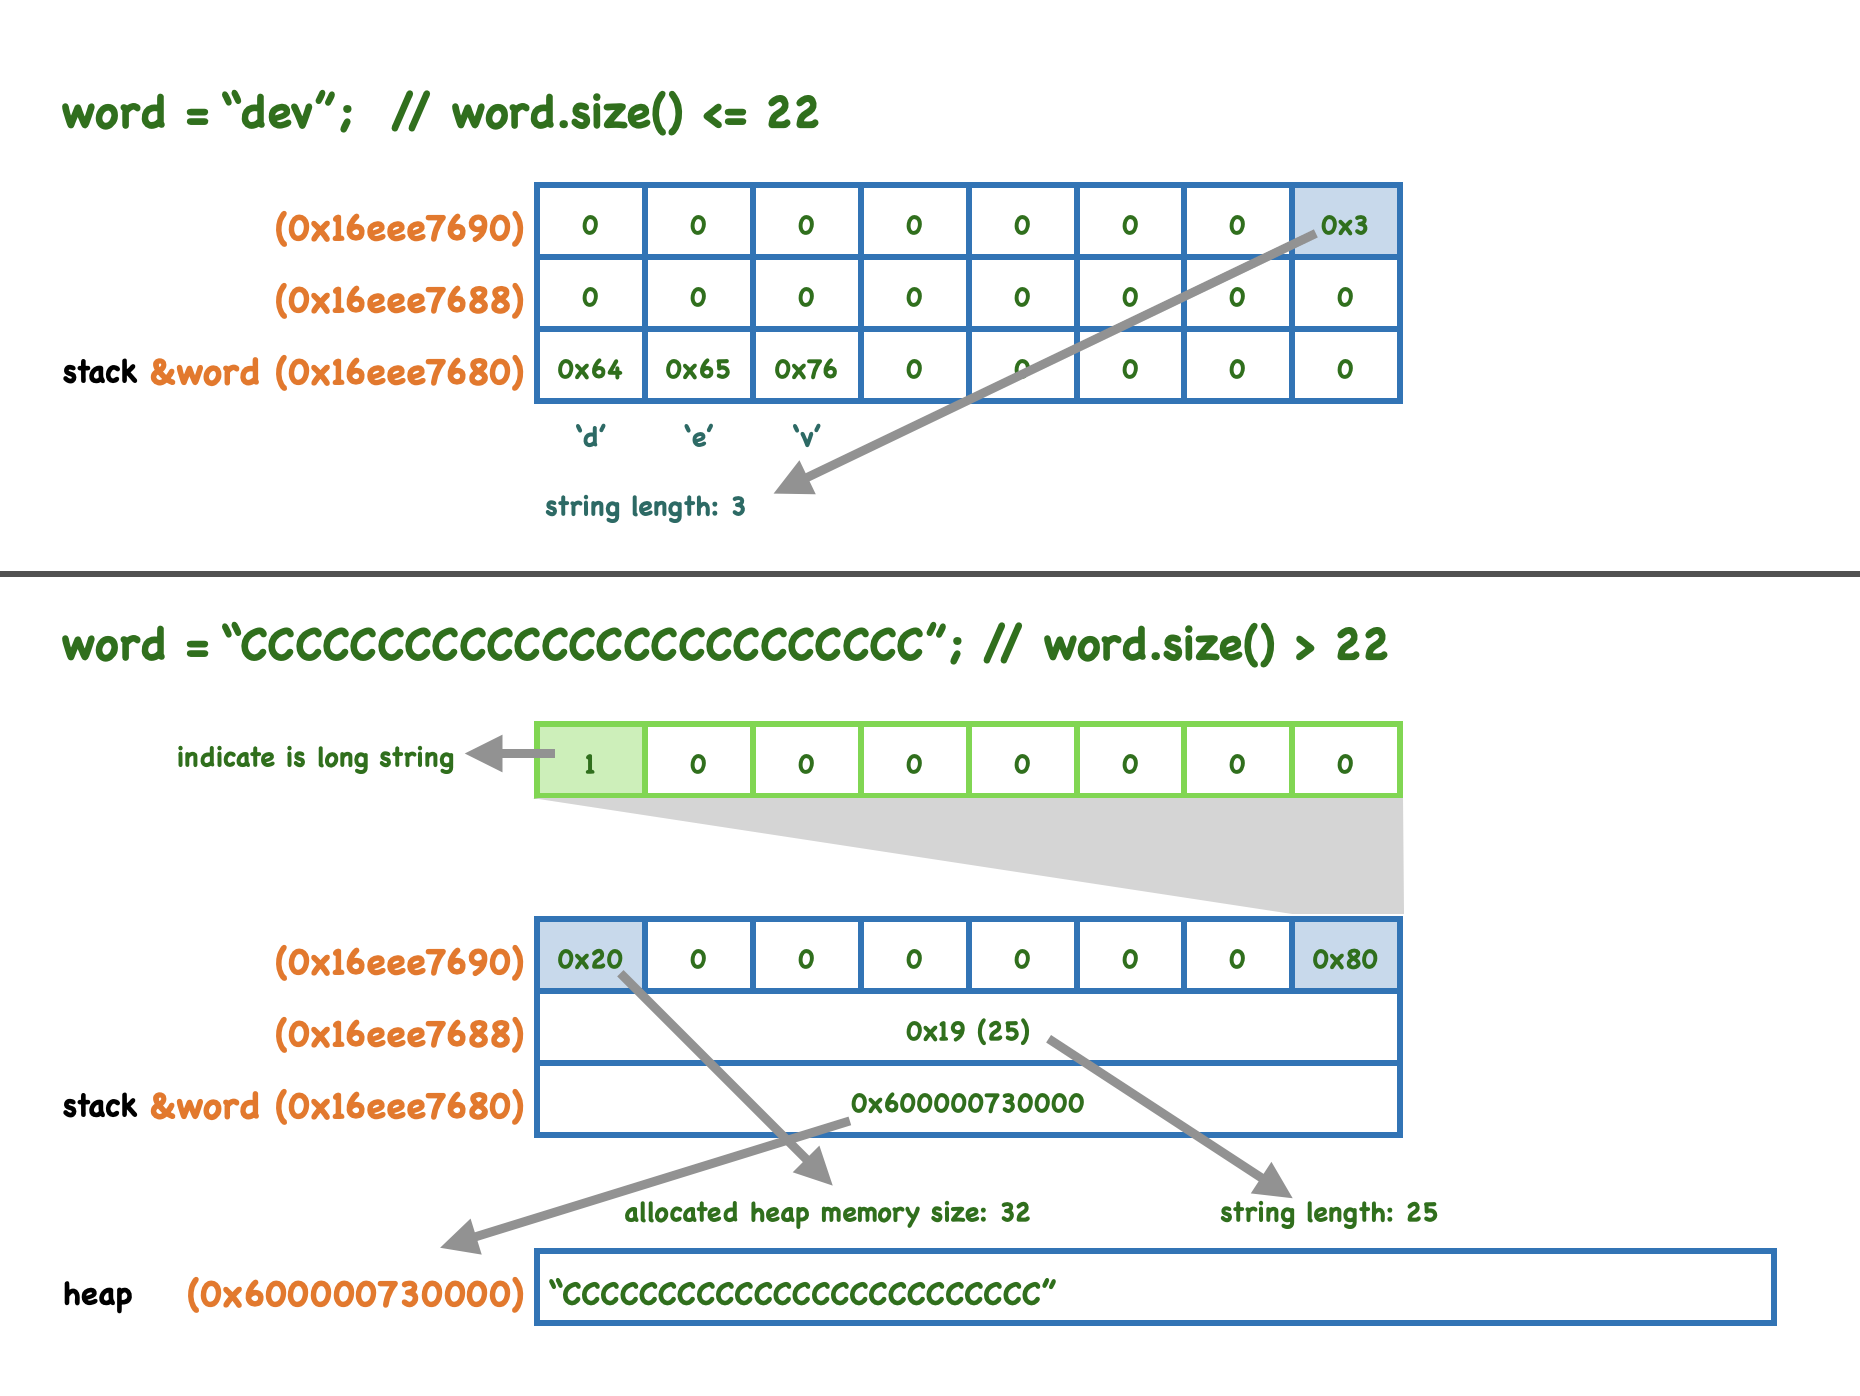 word = “dev”; // word.size() <= 22
(0x16eee7690) 0 0 0 0 0 0 0 0x3
(0x16eee7688) 0 0 0 0 0 0 0 0
stack &word (0x16eee7680) 0x64 0x65 0x76 0 0 0 0 0
‘d’ ‘e’ ‘v’
string length: 3
word = “CCCCCCCCCCCCCCCCCCCCCCCCC”; // word.size() > 22
indicate is long string 1 0 0 0 0 0 0 0
(0x16eee7690) 0x20 0 0 0 0 0 0 0x80
(0x16eee7688) 0x19 (25)
stack &word (0x16eee7680) 0x600000730000
allocated heap memory size: 32 string length: 25
heap (0x600000730000) “CCCCCCCCCCCCCCCCCCCCCCCCC”